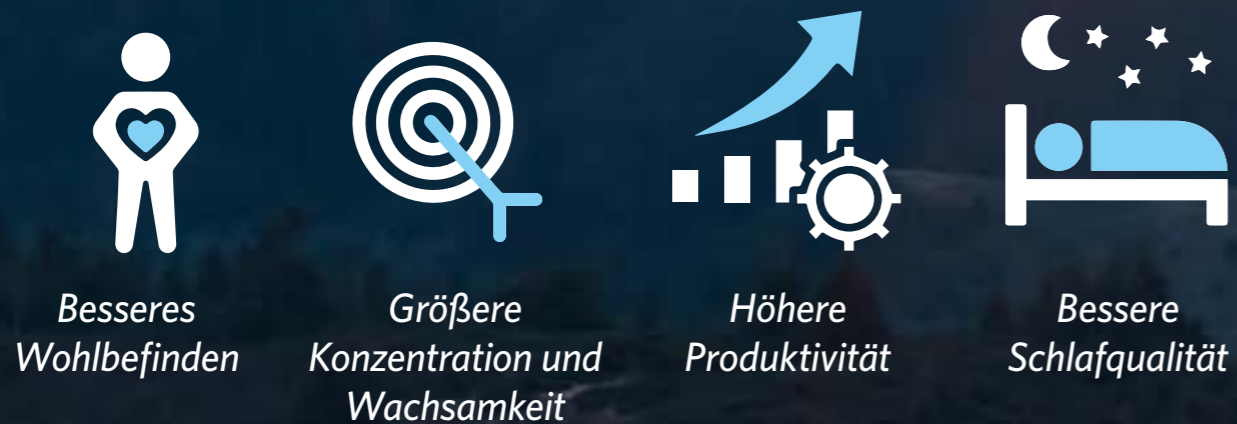 Besseres
Wohlbefinden
Größere
Konzentration und
Wachsamkeit
Höhere
Produktivität
Bessere
Schlafqualität